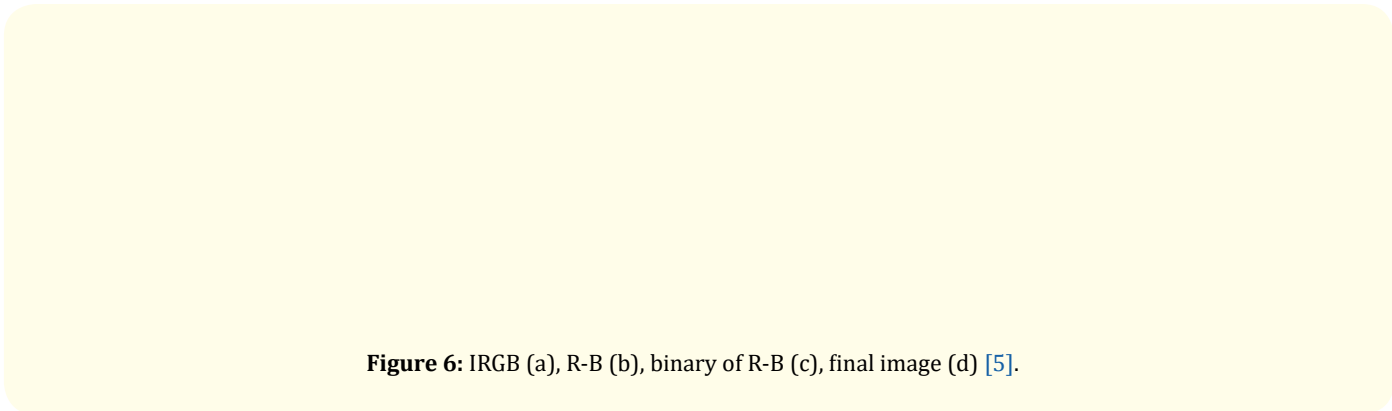 Figure 6: IRGB (a), R-B (b), binary of R-B (c), final image (d) [5].